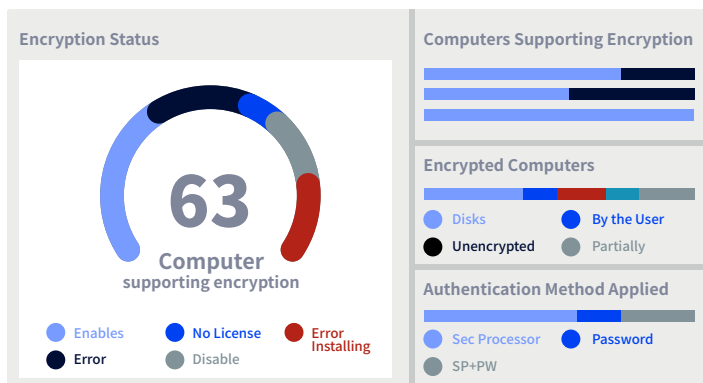 Encryption Status
63
Computer
supporting encryption
Enables
No License
Error
Installing
Error
Disable
Computers Supporting Encryption
Encrypted Computers
Disks
By the User
Unencrypted
Partially
Authentication Method Applied
Sec Processor
Password
SP+PW